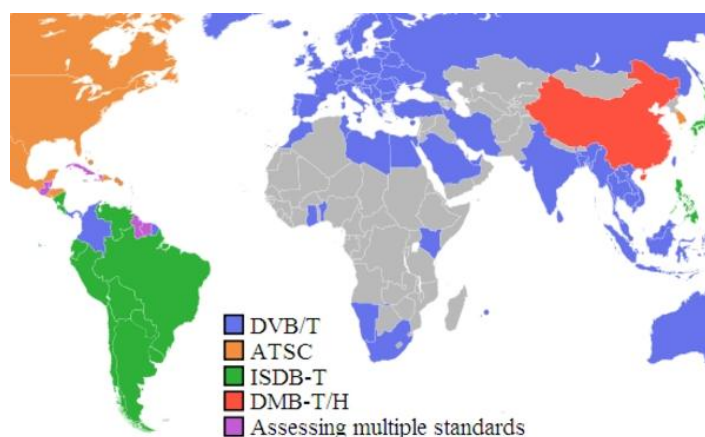 DVB/T
ATSC
ISDB-T
DMB-T/H
Assessing multiple standards